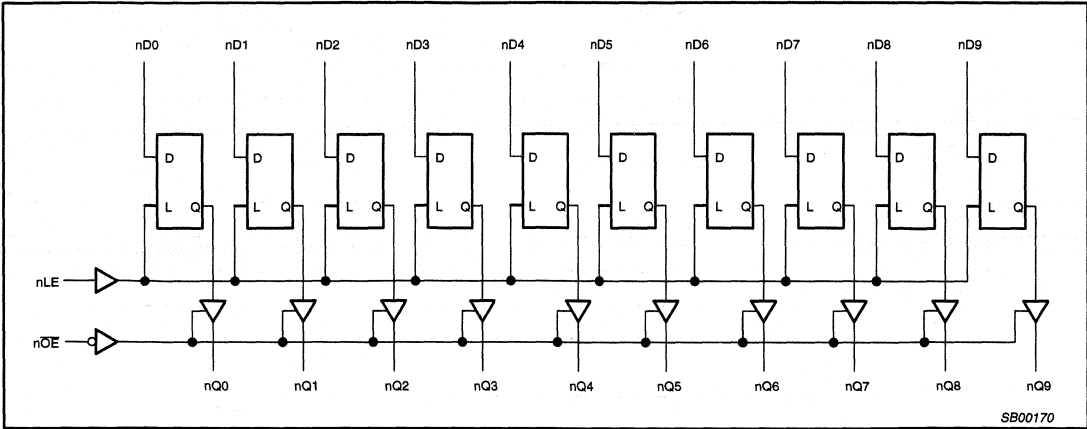 nD0 nD1 nD2 nD3 nD4 nD5 nD6 nD7 nD8 nD9
D D D D D D D D D D
L Q L Q L Q L Q L Q L Q L Q L Q L Q L Q
nLE
nO̅E̅
nQ0 nQ1 nQ2 nQ3 nQ4 nQ5 nQ6 nQ7 nQ8 nQ9
SB00170